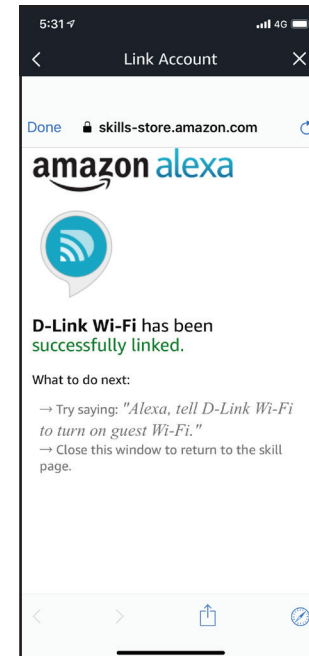 5:31 4G
Link Account
Done skills-store.amazon.com
amazon alexa
D-Link Wi-Fi has been
successfully linked.
What to do next:
→ Try saying: "Alexa, tell D-Link Wi-Fi
to turn on guest Wi-Fi."
→ Close this window to return to the skill
page.